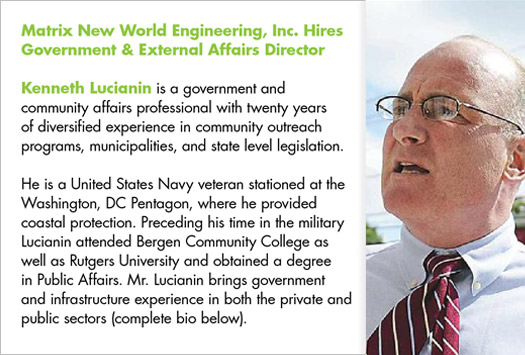 Matrix New World Engineering, Inc. Hires
Government & External Affairs Director
Kenneth Lucianin is a government and
community affairs professional with twenty years
of diversified experience in community outreach
programs, municipalities, and state level legislation.
He is a United States Navy veteran stationed at the
Washington, DC Pentagon, where he provided
coastal protection. Preceding his time in the military
Lucianin attended Bergen Community College as
well as Rutgers University and obtained a degree
in Public Affairs. Mr. Lucianin brings government
and infrastructure experience in both the private and
public sectors (complete bio below).